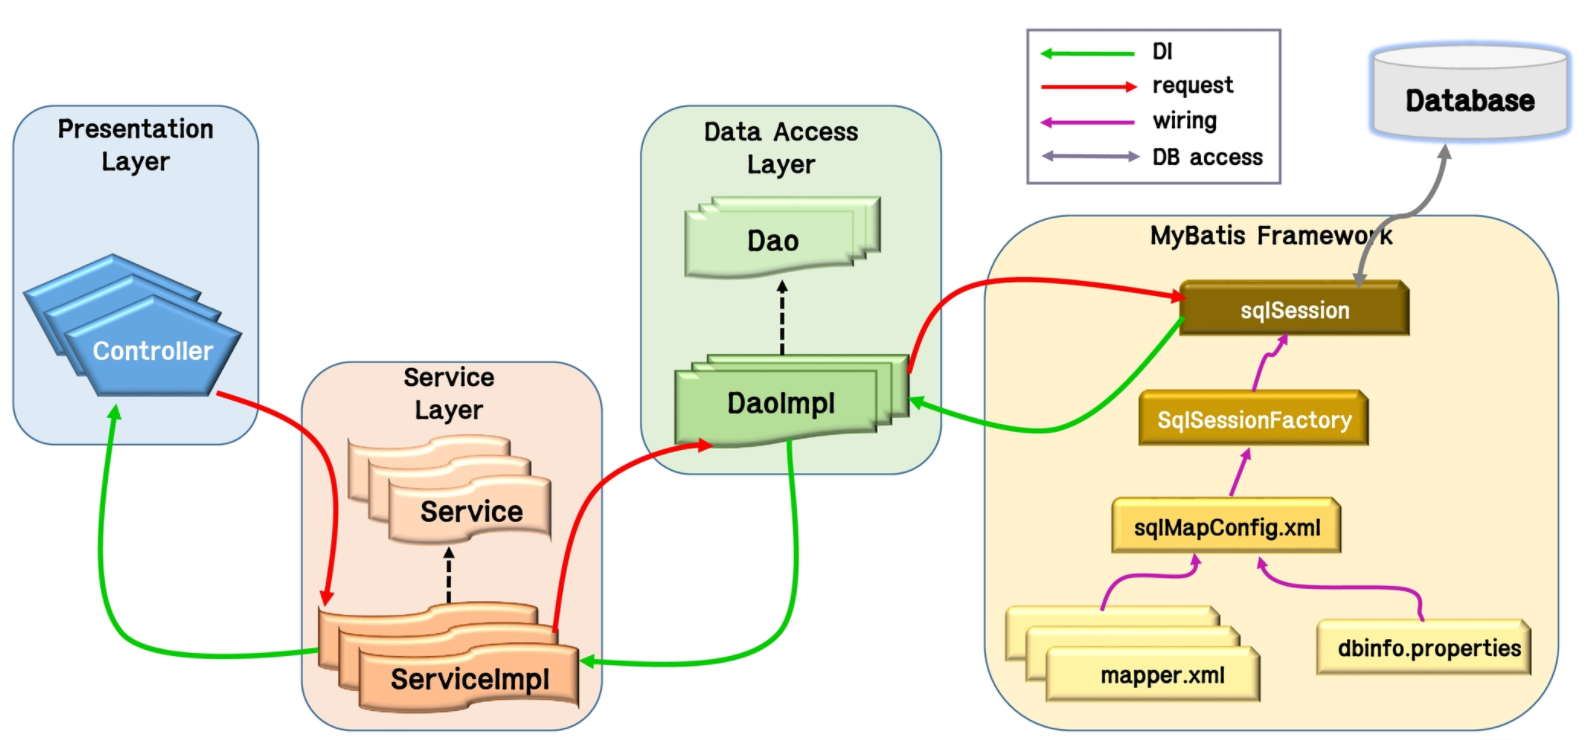 Presentation
Layer
Controller
Service
Layer
Service
ServiceImpl
Data Access
Layer
Dao
DaoImpl
DI
request
wiring
DB access
Database
MyBatis Framework
sqlSession
SqlSessionFactory
sqlMapConfig.xml
mapper.xml
dbinfo.properties